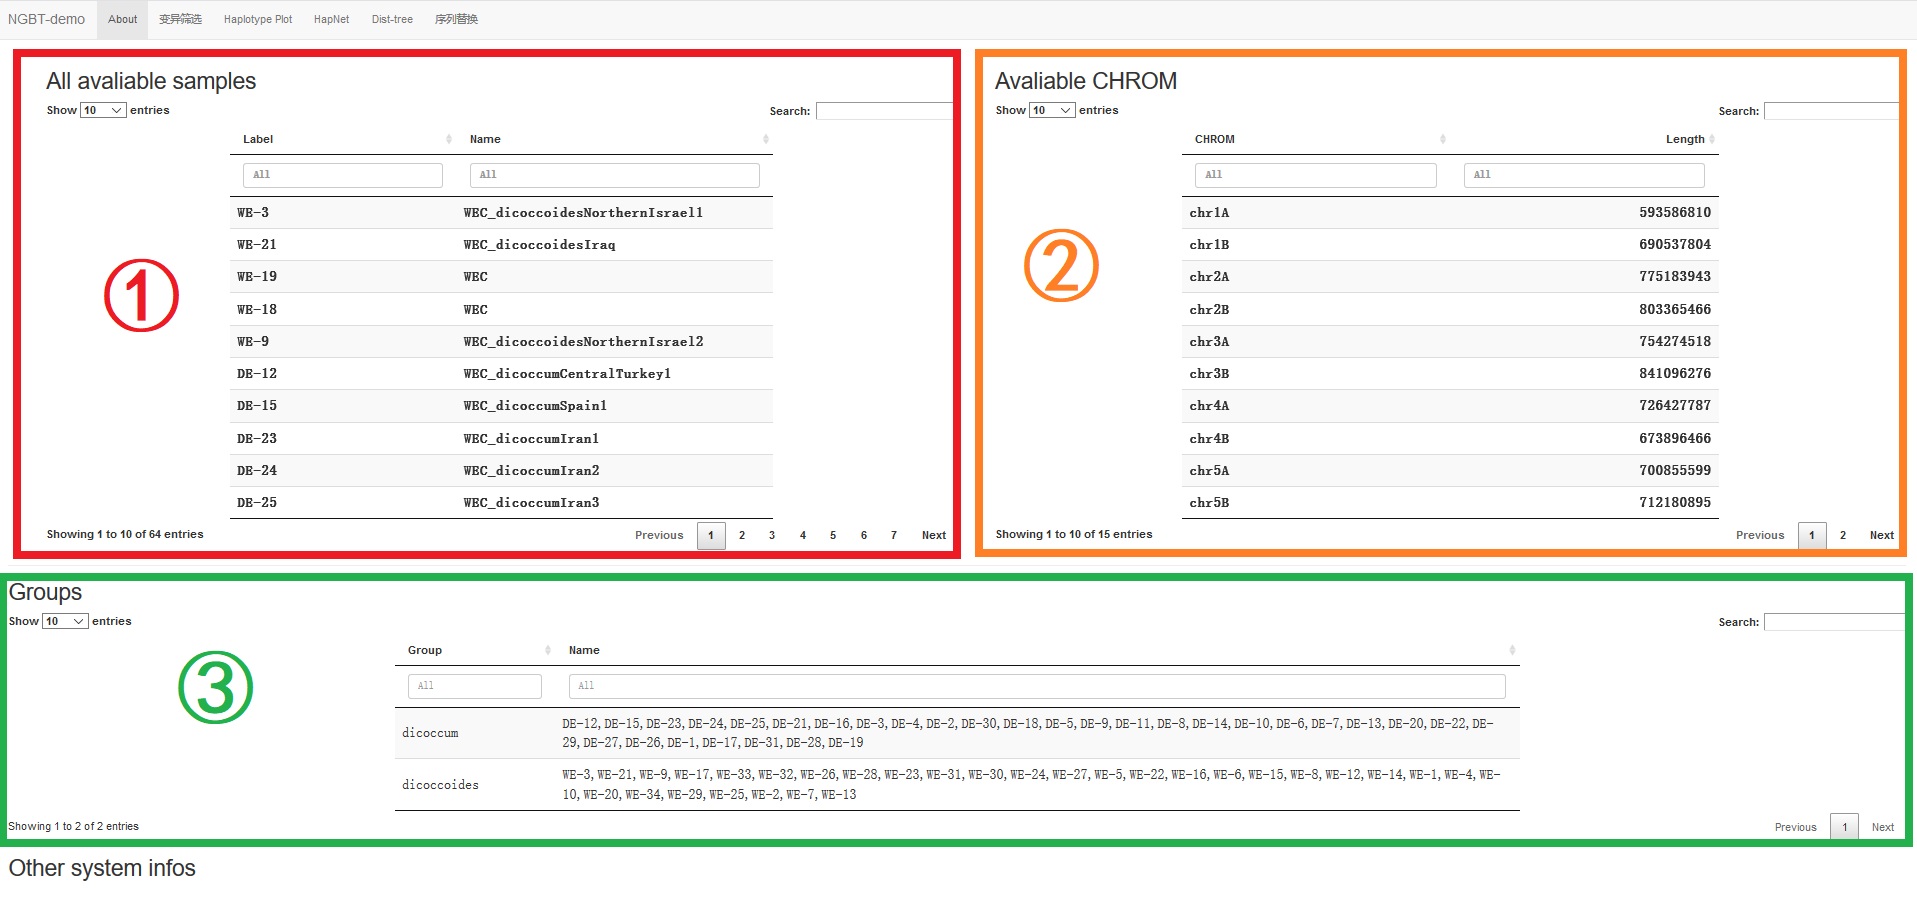 NGBT-demo About 变异筛选 Haplotype Plot HapNet Dist-tree 序列替换
All avaliable samples
Show 10 entries
Search:
Label Name
All All
WE-3 WEC_dicoccoidesNorthernIsrael1
WE-21 WEC_dicoccoidesIraq
WE-19 WEC
WE-18 WEC
WE-9 WEC_dicoccoidesNorthernIsrael2
DE-12 WEC_dicoccumCentralTurkey1
DE-15 WEC_dicoccumSpain1
DE-23 WEC_dicoccumIran1
DE-24 WEC_dicoccumIran2
DE-25 WEC_dicoccumIran3
①
Showing 1 to 10 of 64 entries
Previous 1 2 3 4 5 6 7 Next
Avaliable CHROM
Show 10 entries
Search:
CHROM Length
All All
chr1A 593586810
chr1B 690537804
chr2A 775183943
chr2B 803365466
chr3A 754274518
chr3B 841096276
chr4A 726427787
chr4B 673896466
chr5A 700855599
chr5B 712180895
②
Showing 1 to 10 of 15 entries
Previous 1 2 Next
Groups
Show 10 entries
Search:
Group Name
All All
③
dicoccum
DE-12,DE-15,DE-23,DE-24,DE-25,DE-21,DE-16,DE-3,DE-4,DE-2,DE-30,DE-18,DE-5,DE-9,DE-11,DE-8,DE-14,DE-10,DE-6,DE-7,DE-13,DE-20,DE-22,DE-
29,DE-27,DE-26,DE-1,DE-17,DE-31,DE-28,DE-19
dicoccoides
WE-3,WE-21,WE-9,WE-17,WE-33,WE-32,WE-26,WE-28,WE-23,WE-31,WE-30,WE-24,WE-27,WE-5,WE-22,WE-16,WE-6,WE-15,WE-8,WE-12,WE-14,WE-1,WE-4,WE-
10,WE-20,WE-34,WE-29,WE-25,WE-2,WE-7,WE-13
Showing 1 to 2 of 2 entries
Previous 1 Next
Other system infos